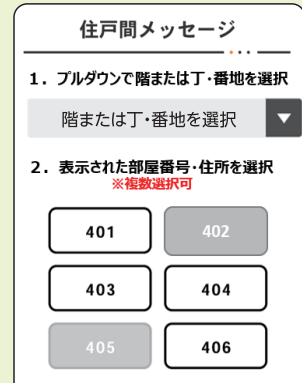 住戸間メッセージ
1. プルダウンで階または丁・番地を選択
階または丁・番地を選択 ▼
2. 表示された部屋番号・住所を選択
※複数選択可
401 402
403 404
405 406